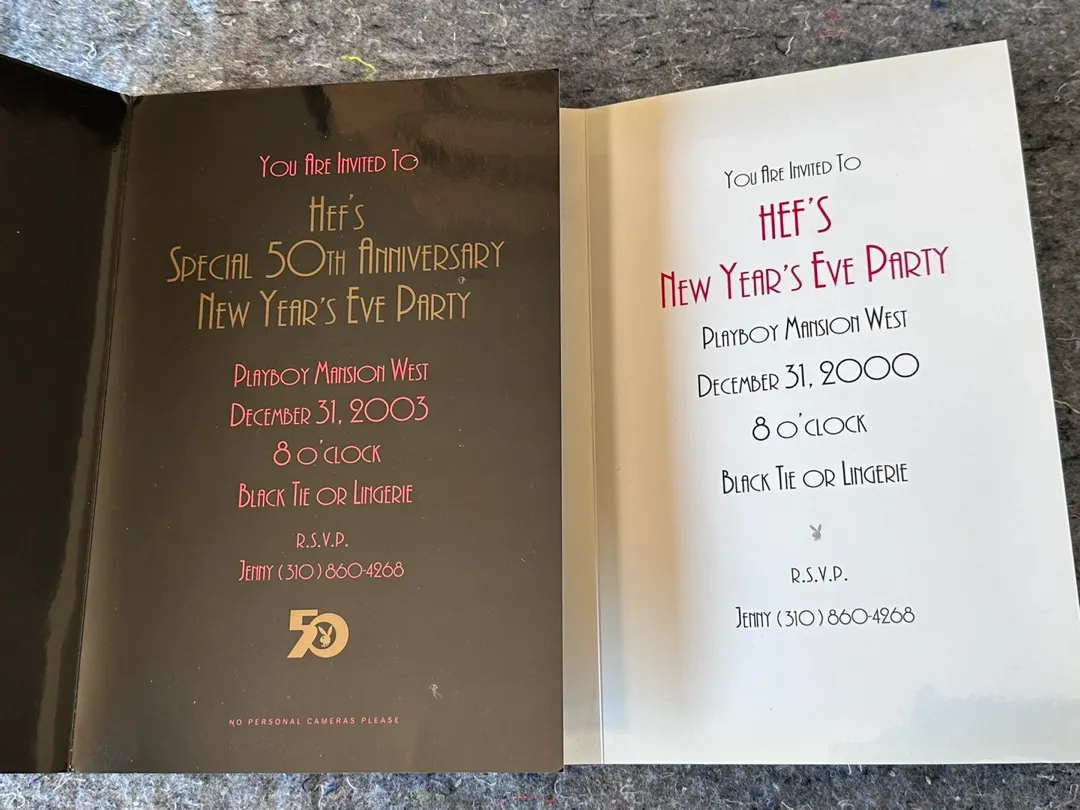 You Are Invited To
Hef's
Special 50th Anniversary
New Year's Eve Party
Playboy Mansion West
December 31, 2003
8 o'clock
Black Tie or Lingerie
R.S.V.P.
Jenny (310) 860-4268
50
NO PERSONAL CAMERAS PLEASE
You Are Invited To
HEF'S
New Year's Eve Party
Playboy Mansion West
December 31, 2000
8 o'clock
Black Tie or Lingerie
R.S.V.P.
Jenny (310) 860-4268